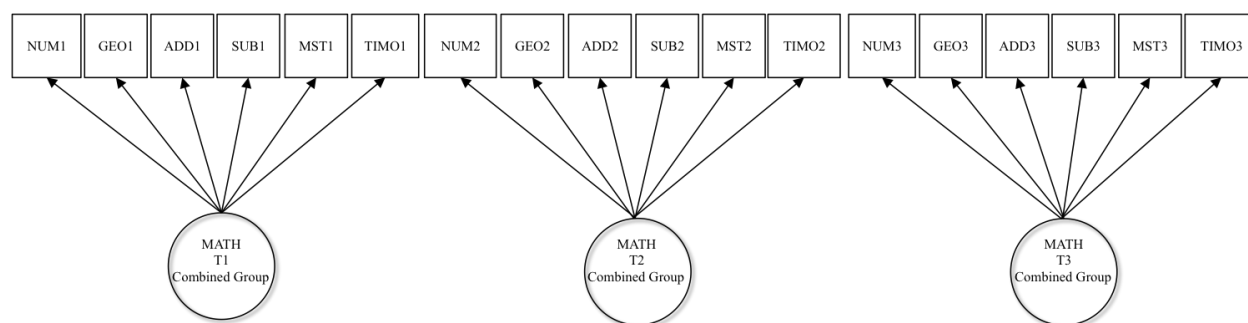 NUM1 GEO1 ADD1 SUB1 MST1 TIMO1 NUM2 GEO2 ADD2 SUB2 MST2 TIMO2 NUM3 GEO3 ADD3 SUB3 MST3 TIMO3
MATH
T1
Combined Group
MATH
T2
Combined Group
MATH
T3
Combined Group